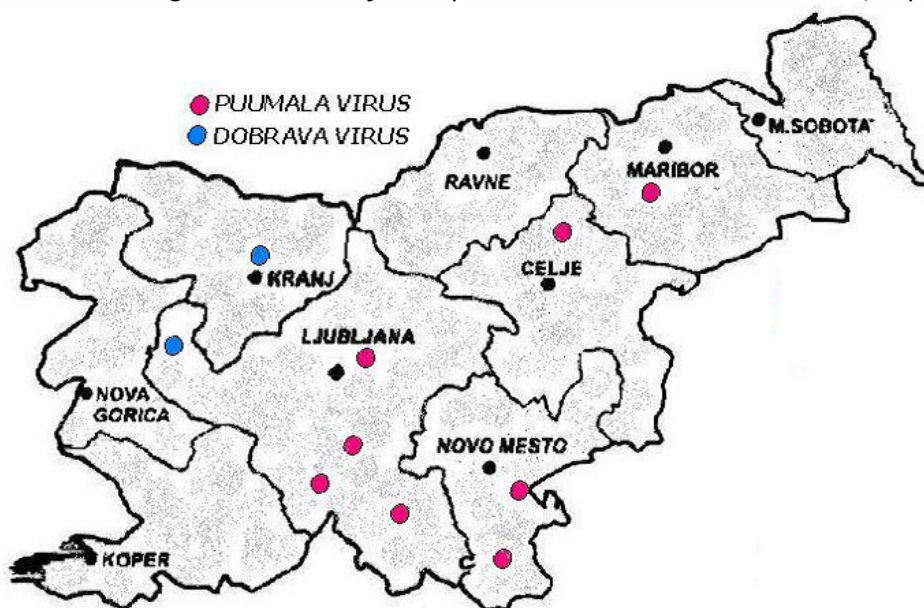 PUUMALA VIRUS
DOBRAVA VIRUS
M.SOBOTA
MARIBOR
RAVNE
CELJE
KRANJ
LJUBLJANA
NOVA
GORICA
NOVO MESTO
KOPER